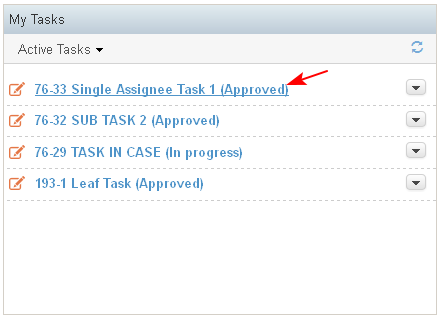 My Tasks
Active Tasks
76-33 Single Assignee Task 1 (Approved)
76-32 SUB TASK 2 (Approved)
76-29 TASK IN CASE (In progress)
193-1 Leaf Task (Approved)